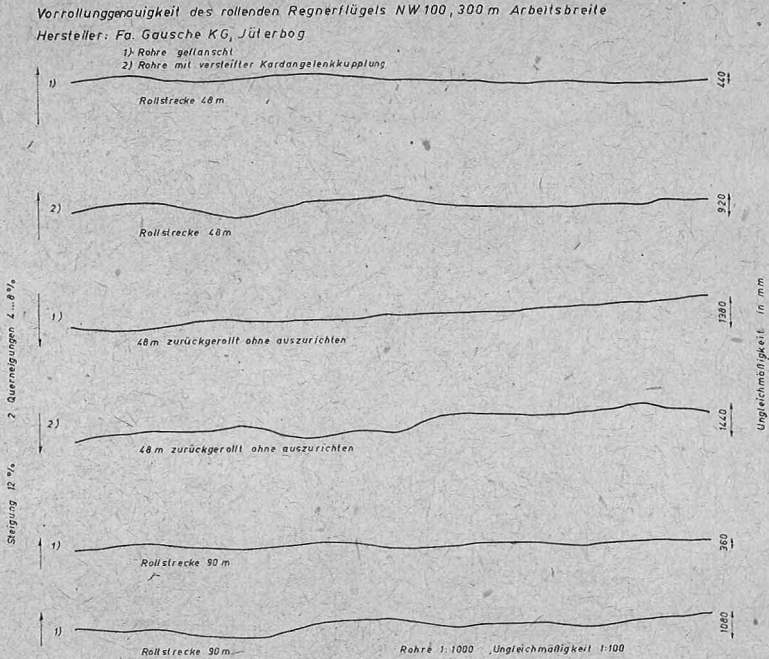 Vorrollunggenauigkeit des rollenden Regnerflügels NW 100, 300 m Arbeitsbreite
Hersteller: Fa. Gausche KG, Jüterbog
1) Rohre geflanscht
2) Rohre mit versteifter Kardangelenkkupplung
1)
440
Rollstrecke 48 m
2)
920
Rollstrecke 48 m
1)
1380
48 m zurückgerollt ohne auszurichten
2)
1440
48 m zurückgerollt ohne auszurichten
1)
360
Rollstrecke 90 m
1)
1080
Rollstrecke 90 m
Rohre 1:1000 Ungleichmäßigkeit 1:100
Steigung 12 % 2 Querneigungen 4...8 %
Ungleichmäßigkeit in mm